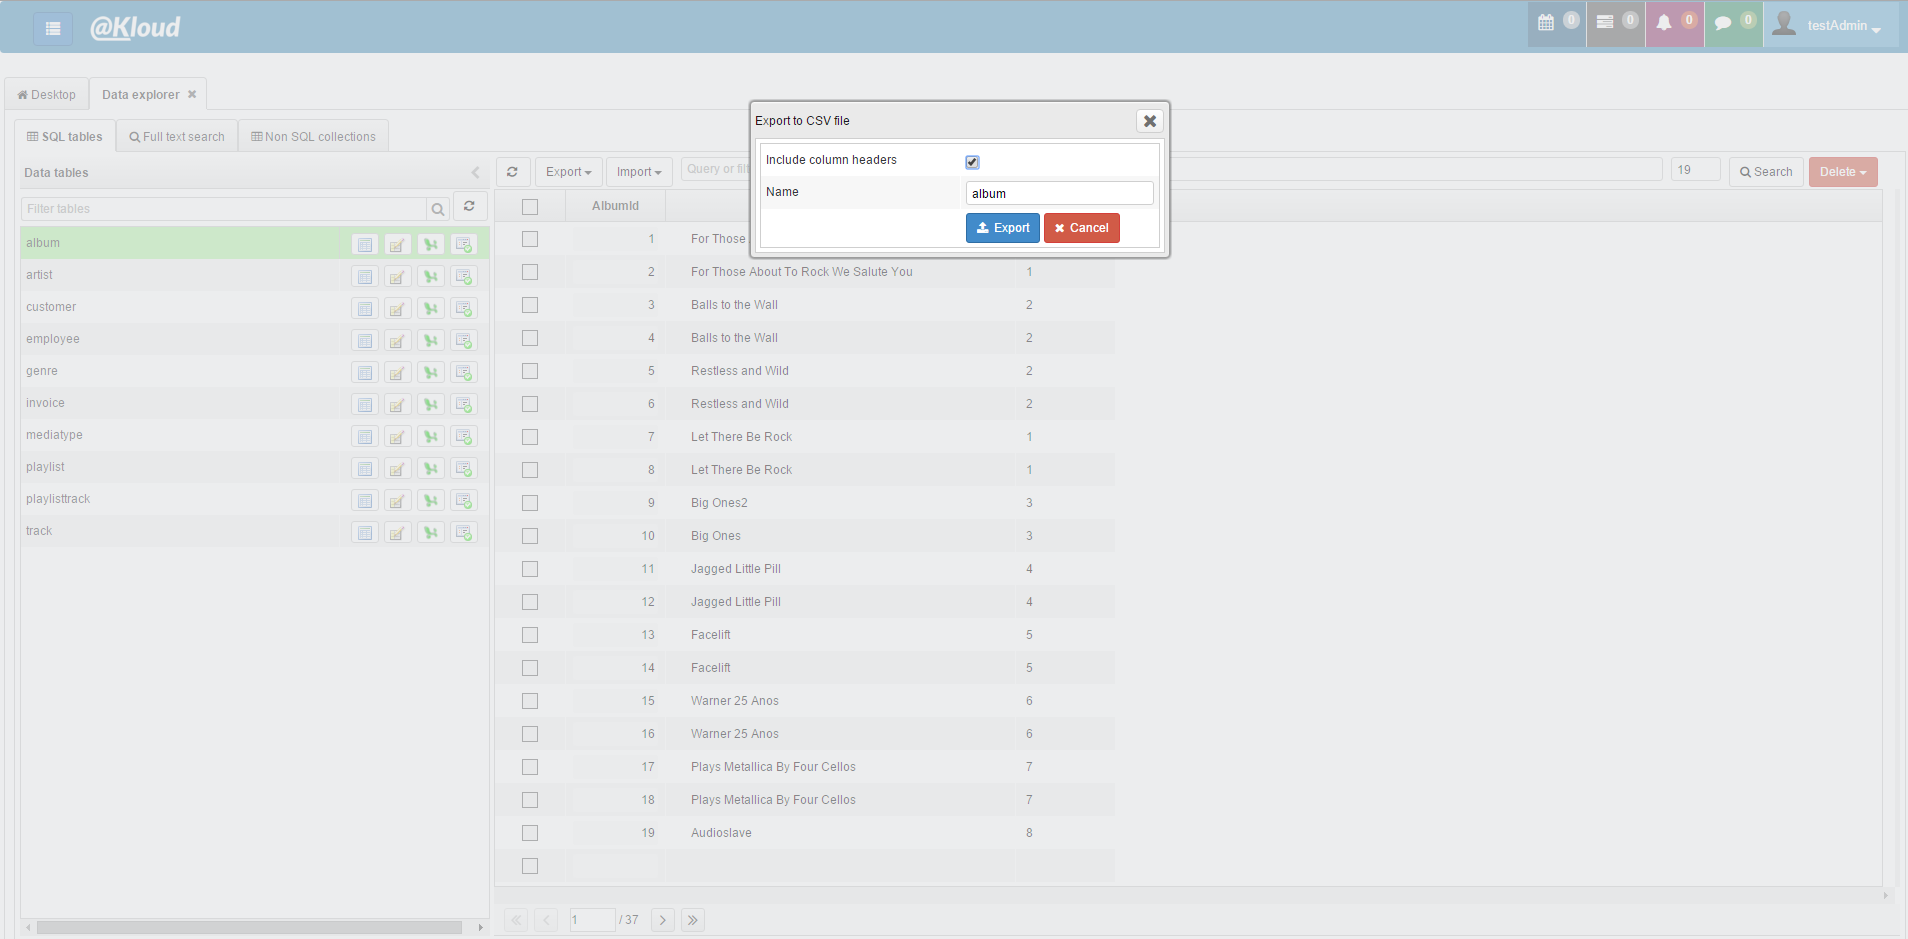 @Kloud
0
0
0
0
testAdmin
Desktop
Data explorer
SQL tables
Full text search
Non SQL collections
Export to CSV file
Include column headers
Name
album
Export
Cancel
Data tables
Export
Import
Query or
19
Search
Delete
Filter tables
AlbumId
album
artist
customer
employee
genre
invoice
mediatype
playlist
playlisttrack
track
1 For Those
2 For Those About To Rock We Salute You 1
3 Balls to the Wall 2
4 Balls to the Wall 2
5 Restless and Wild 2
6 Restless and Wild 2
7 Let There Be Rock 1
8 Let There Be Rock 1
9 Big Ones2 3
10 Big Ones 3
11 Jagged Little Pill 4
12 Jagged Little Pill 4
13 Facelift 5
14 Facelift 5
15 Warner 25 Anos 6
16 Warner 25 Anos 6
17 Plays Metallica By Four Cellos 7
18 Plays Metallica By Four Cellos 7
19 Audioslave 8
1 / 37